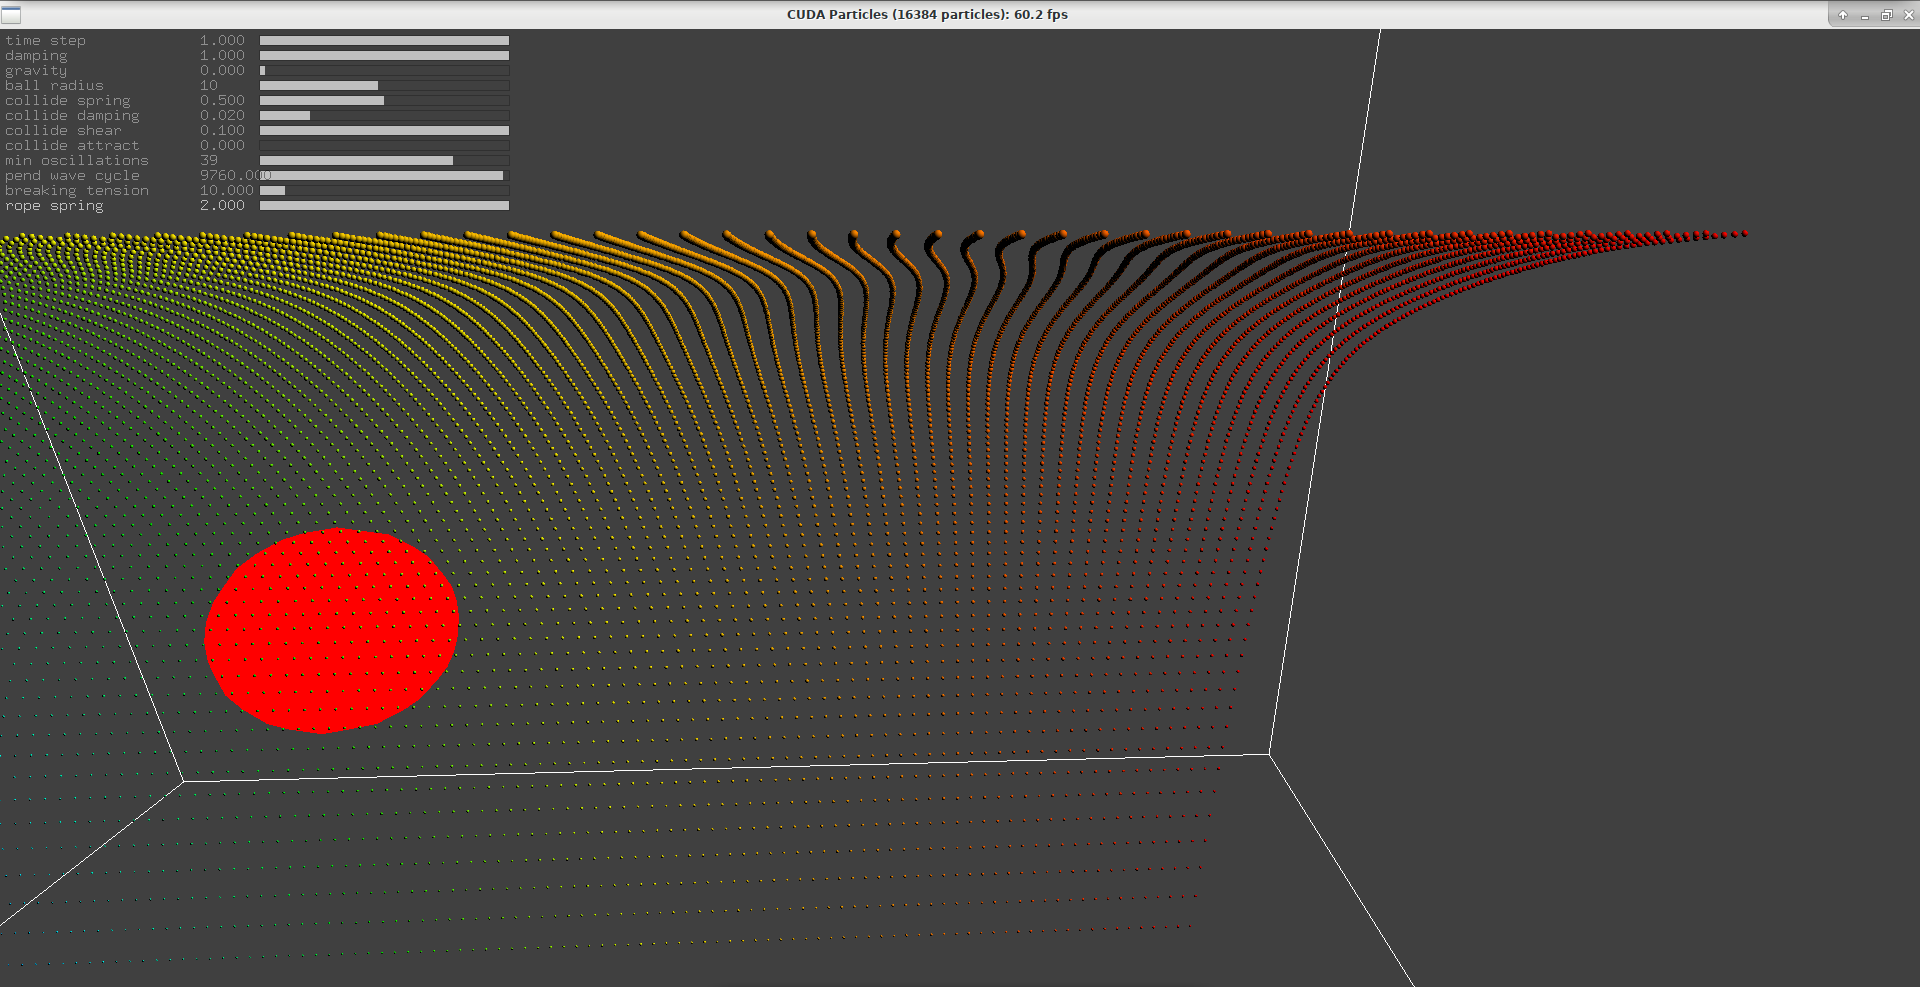 CUDA Particles (16384 particles): 60.2 fps
time step 1.000
damping 1.000
gravity 0.000
ball radius 10
collide spring 0.500
collide damping 0.020
collide shear 0.100
collide attract 0.000
min oscillations 39
pend wave cycle 9760.000
breaking tension 10.000
rope spring 2.000